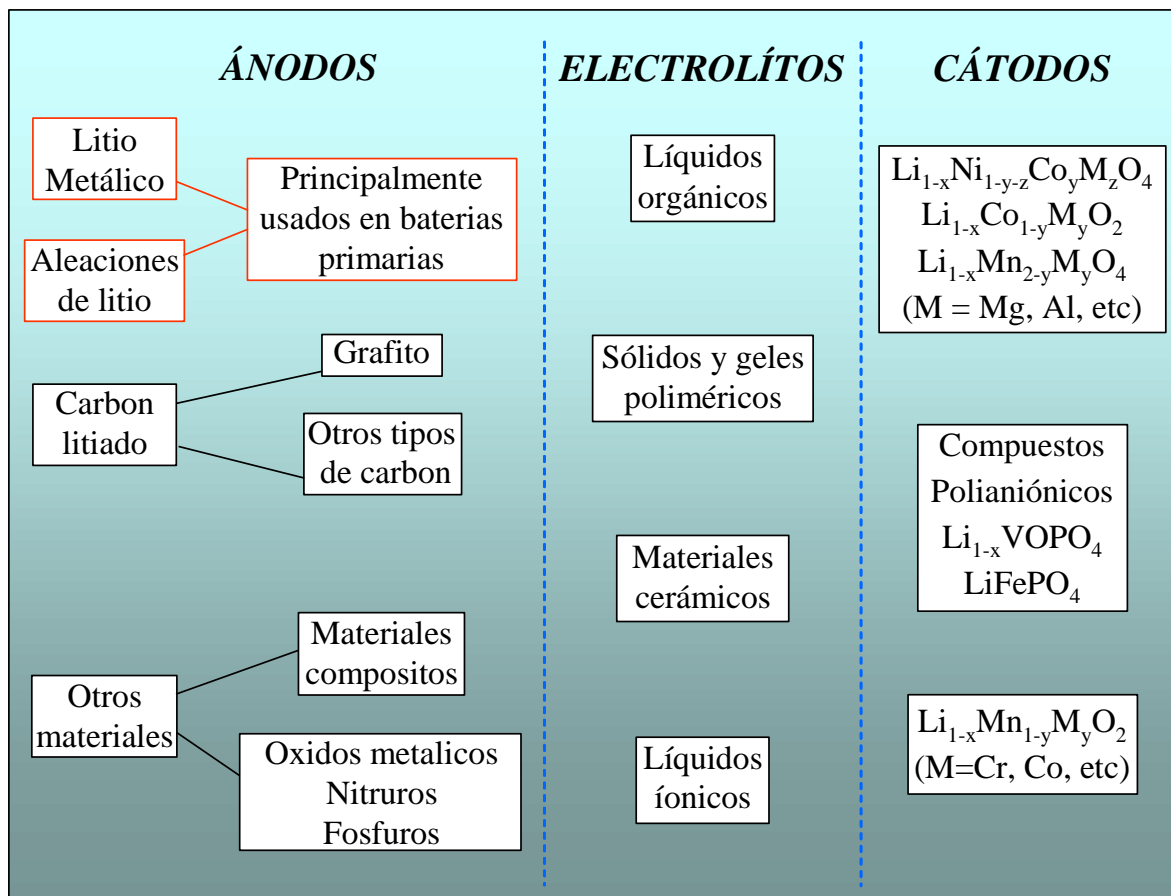 ÁNODOS
Litio
Metálico
Aleaciones
de litio
Principalmente
usados en baterias
primarias
Carbon
litiado
Grafito
Otros tipos
de carbon
Otros
materiales
Materiales
compositos
Oxidos metalicos
Nitruros
Fosfuros
ELECTROLÍTOS
Líquidos
orgánicos
Sólidos y geles
poliméricos
Materiales
cerámicos
Líquidos
íonicos
CÁTODOS
Li₁₋ₓNi₁₋y₋zCoyMzO₄
Li₁₋ₓCo₁₋yMyO₂
Li₁₋ₓMn₂₋yMyO₄
(M = Mg, Al, etc)
Compuestos
Polianiónicos
Li₁₋ₓVOPO₄
LiFePO₄
Li₁₋ₓMn₁₋yMyO₂
(M=Cr, Co, etc)